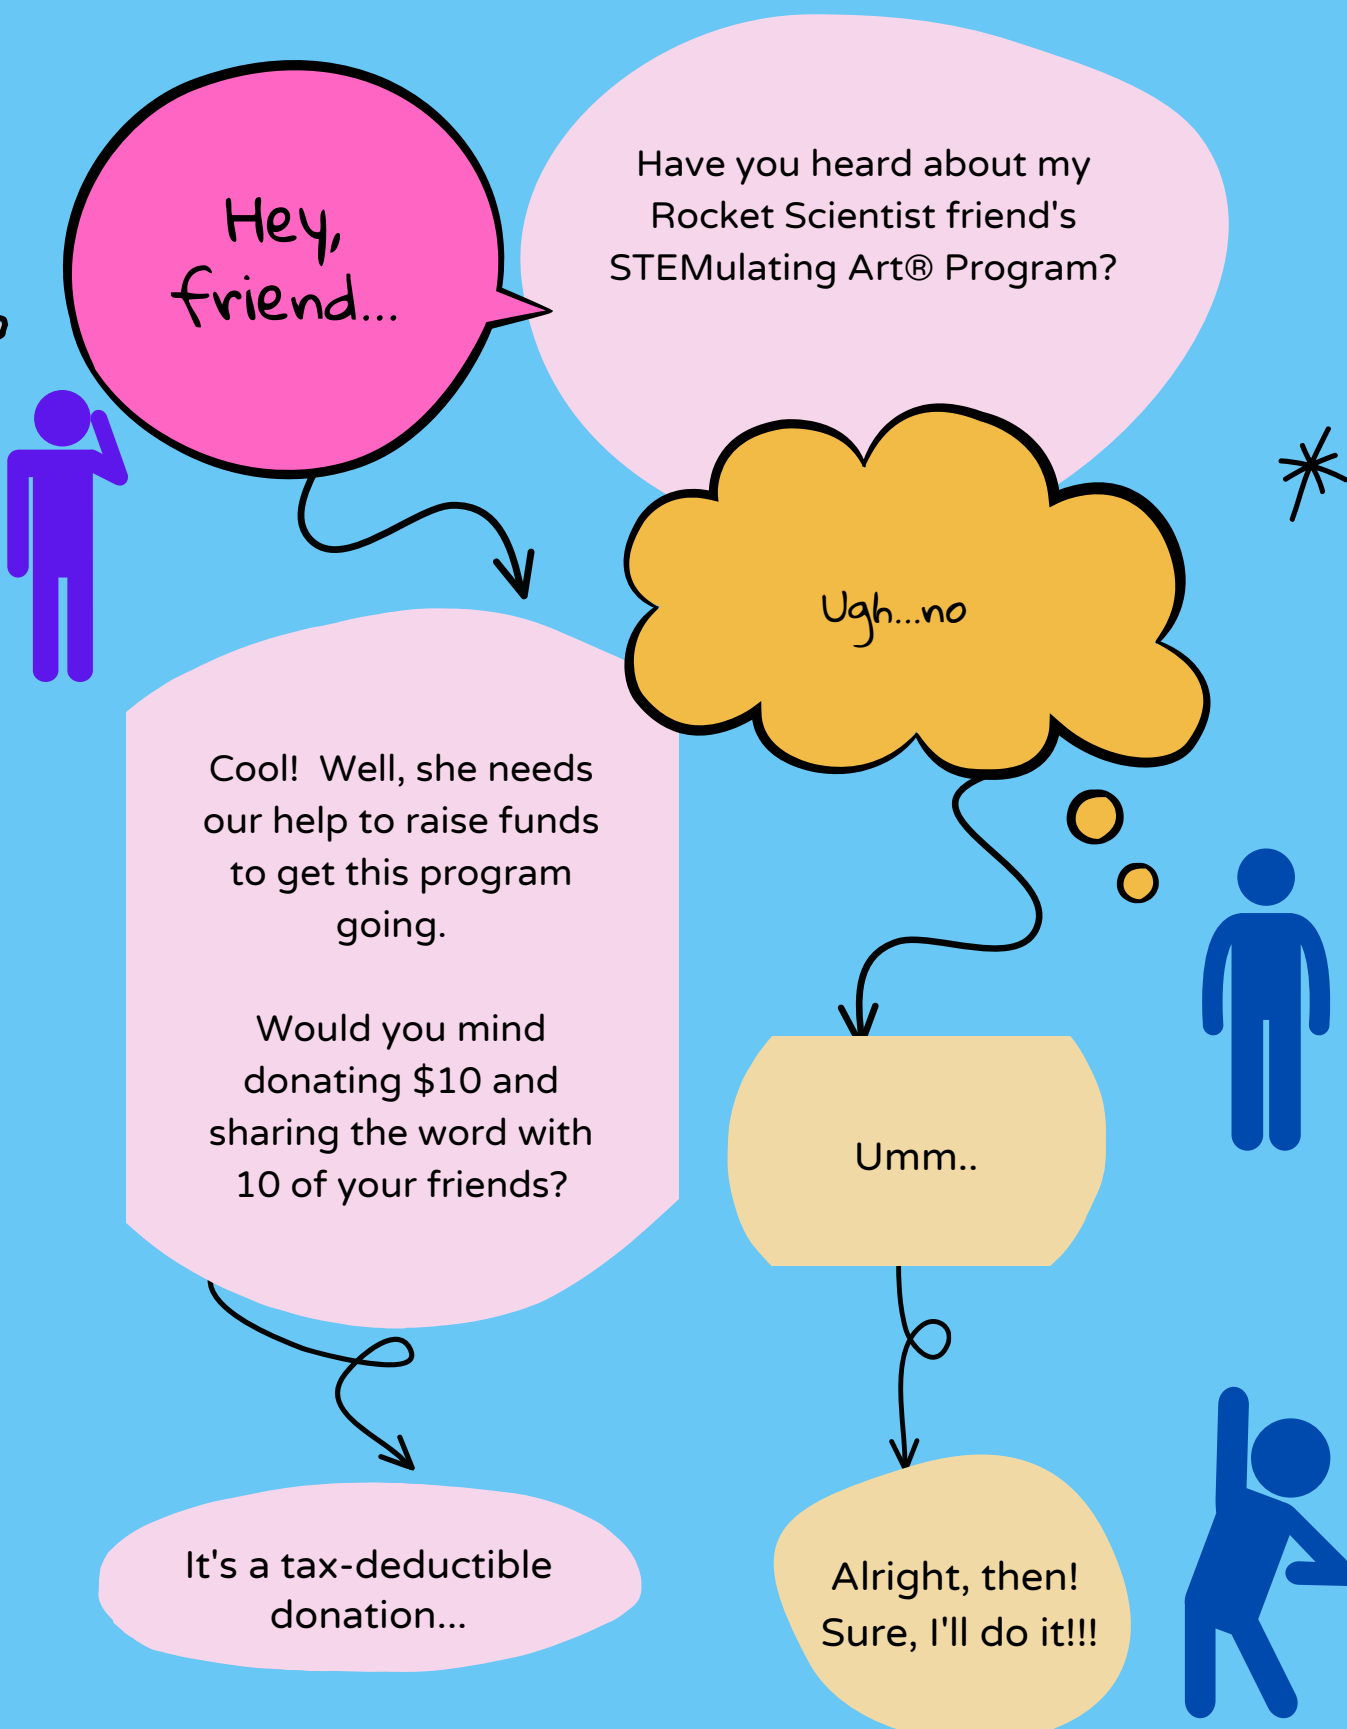 Hey,
friend...
Have you heard about my
Rocket Scientist friend's
STEMulating Art® Program?
Ugh...no
Cool!  Well, she needs
our help to raise funds
to get this program
going.
Would you mind
donating $10 and
sharing the word with
10 of your friends?
Umm..
It's a tax-deductible
donation...
Alright, then!
Sure, I'll do it!!!